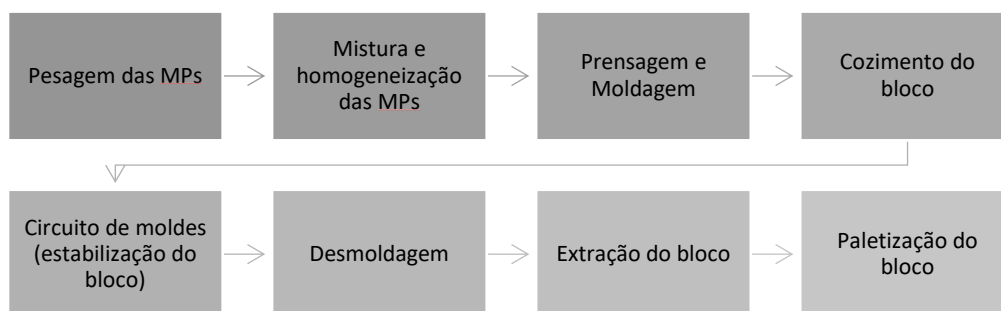 Pesagem das MPs
Mistura e
homogeneização
das MPs
Prensagem e
Moldagem
Cozimento do
bloco
Circuito de moldes
(estabilização do
bloco)
Desmoldagem
Extração do bloco
Paletização do
bloco